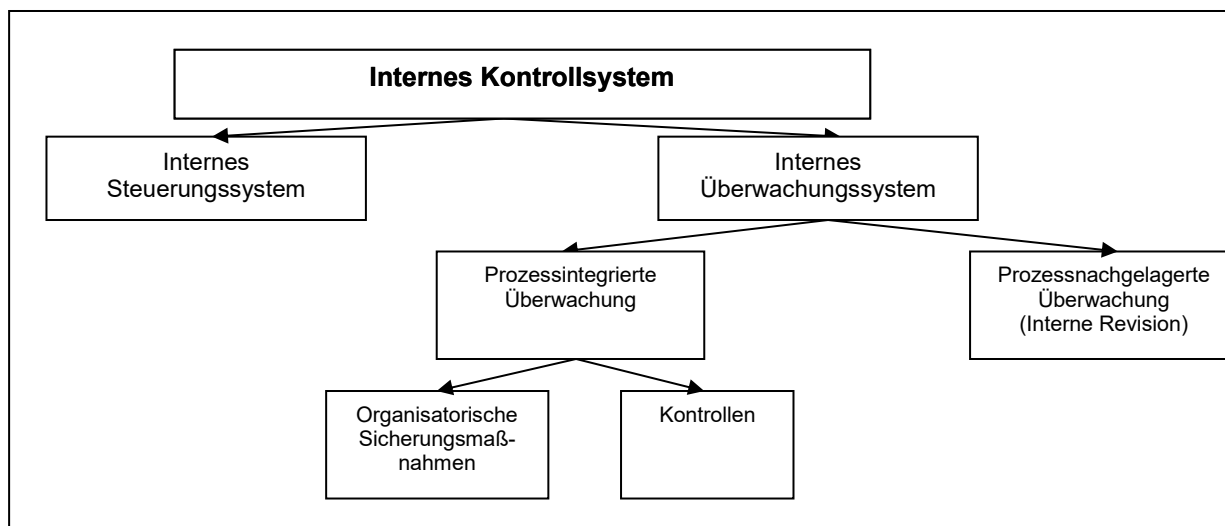 Internes Kontrollsystem
Internes
Steuerungssystem
Internes
Überwachungssystem
Prozessintegrierte
Überwachung
Prozessnachgelagerte
Überwachung
(Interne Revision)
Organisatorische
Sicherungsmaß-
nahmen
Kontrollen